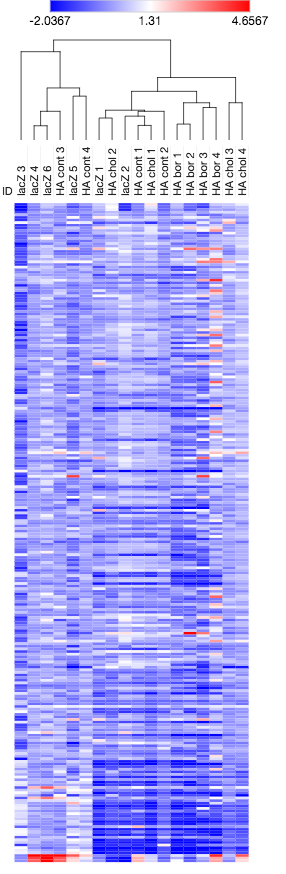 -2.0367 1.31 4.6567
ID
lacZ 3
lacZ 4
lacZ 6
HA cont 3
lacZ 5
HA cont 4
lacZ 1
HA chol 2
lacZ 2
HA cont 1
HA chol 1
HA cont 2
HA bor 1
HA bor 2
HA bor 3
HA bor 4
HA chol 3
HA chol 4